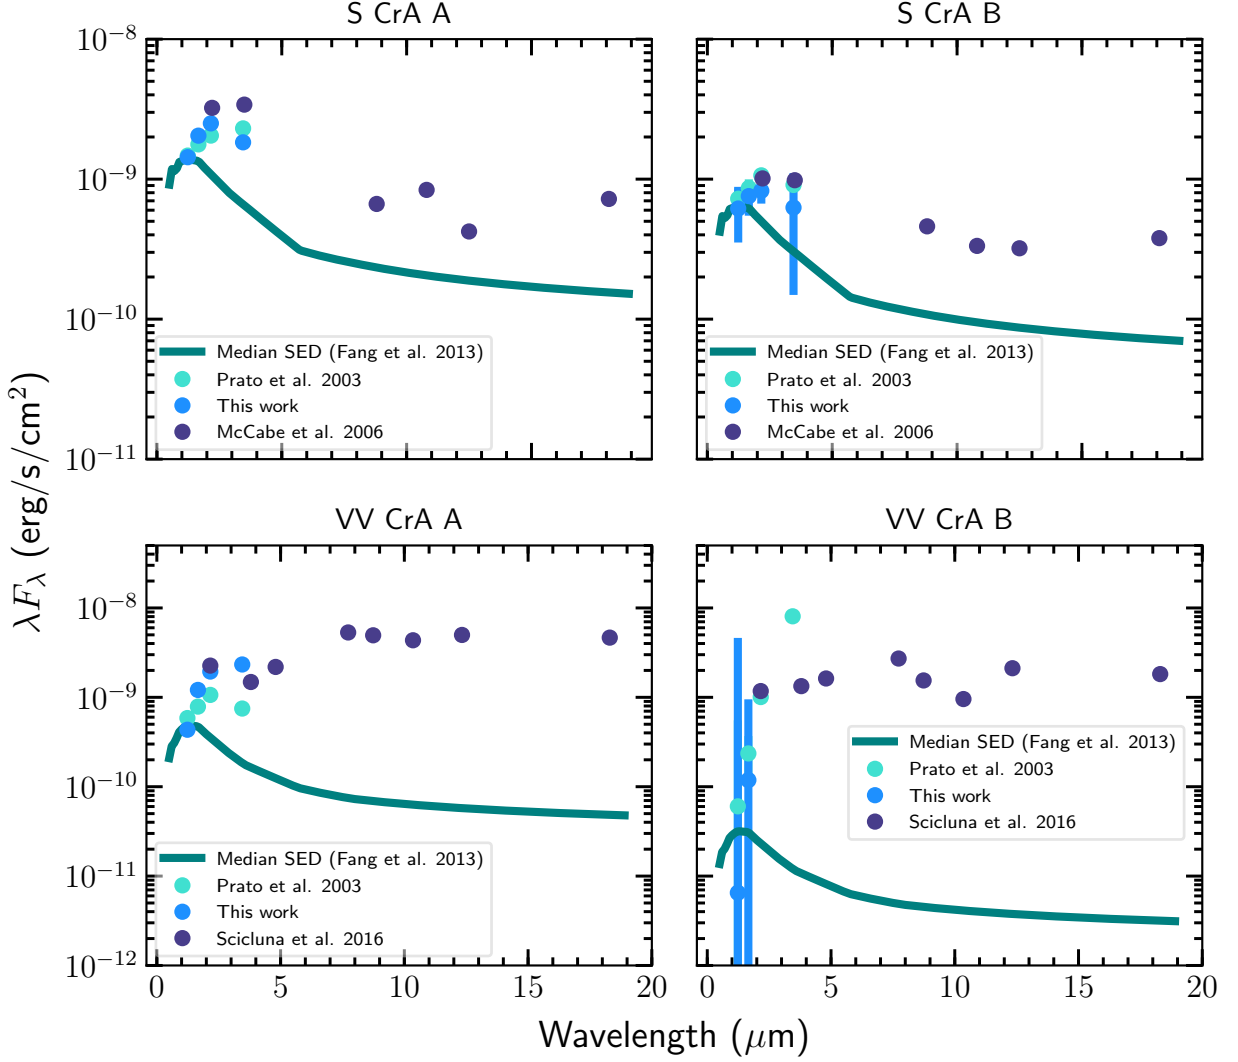 S CrA A
S CrA B
10⁻⁸
10⁻⁹
10⁻¹⁰
10⁻¹¹
Median SED (Fang et al. 2013)
Prato et al. 2003
This work
McCabe et al. 2006
Median SED (Fang et al. 2013)
Prato et al. 2003
This work
McCabe et al. 2006
λF_λ (erg/s/cm²)
VV CrA A
VV CrA B
10⁻⁸
10⁻⁹
10⁻¹⁰
10⁻¹¹
10⁻¹²
Median SED (Fang et al. 2013)
Prato et al. 2003
This work
Scicluna et al. 2016
Median SED (Fang et al. 2013)
Prato et al. 2003
This work
Scicluna et al. 2016
0 5 10 15 20
0 5 10 15 20
Wavelength (μm)